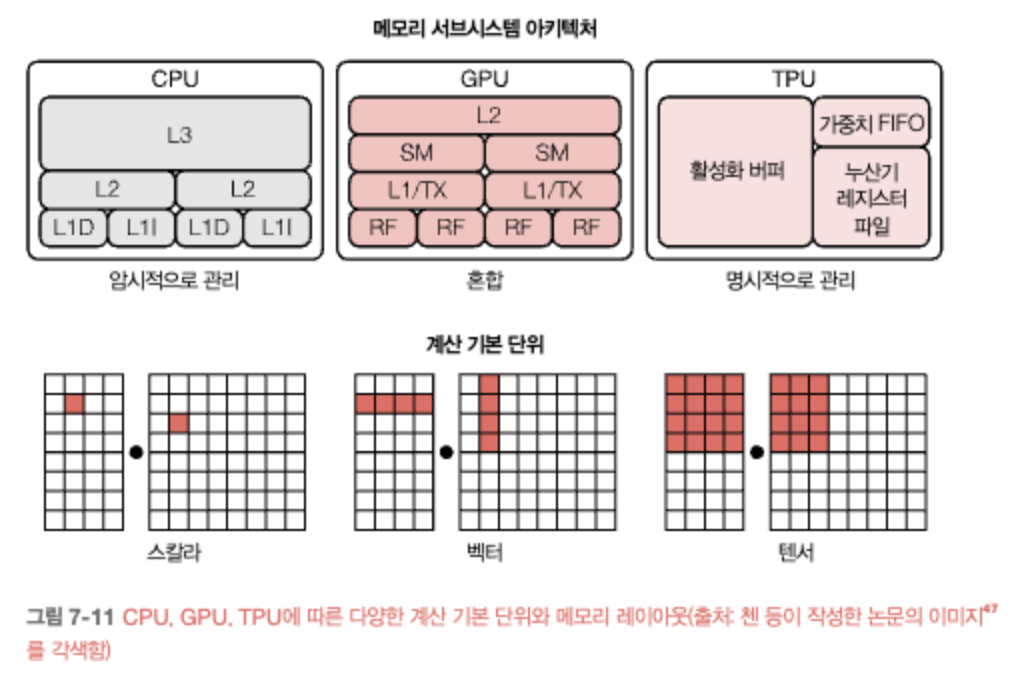 메모리 서브시스템 아키텍처
CPU GPU TPU
L3
L2 L2
L1D L1I L1D L1I
L2
SM SM
L1/TX L1/TX
RF RF RF RF
활성화 버퍼
가중치 FIFO
누산기
레지스터
파일
암시적으로 관리 혼합 명시적으로 관리
계산 기본 단위
스칼라 벡터 텐서
그림 7-11 CPU, GPU, TPU에 따른 다양한 계산 기본 단위와 메모리 레이아웃(출처: 첸 등이 작성한 논문의 이미지47
를 각색함)